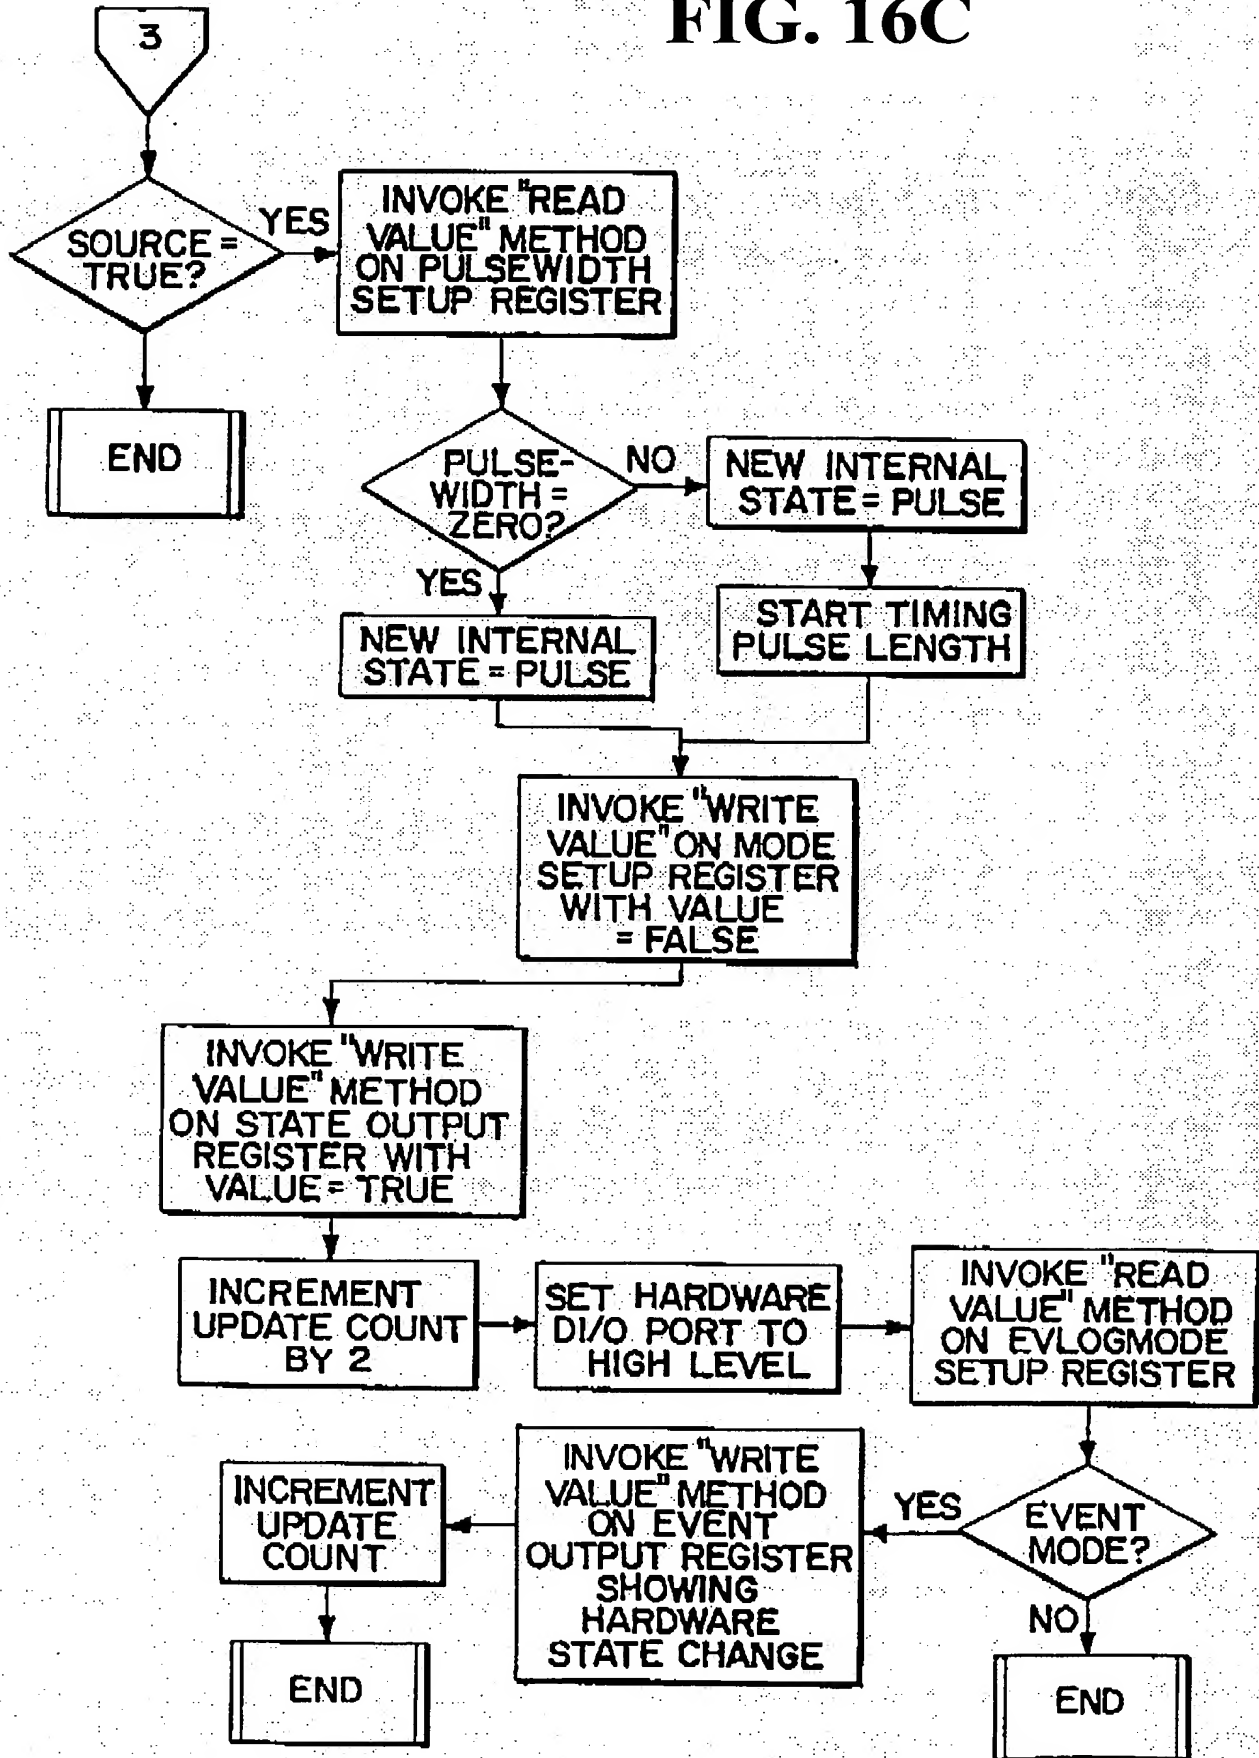 FIG. 16C
3
SOURCE =
TRUE?
YES
INVOKE "READ
VALUE" METHOD
ON PULSEWIDTH
SETUP REGISTER
END
PULSE-
WIDTH =
ZERO?
NO
NEW INTERNAL
STATE = PULSE
YES
NEW INTERNAL
STATE = PULSE
START TIMING
PULSE LENGTH
INVOKE "WRITE
VALUE" ON MODE
SETUP REGISTER
WITH VALUE
= FALSE
INVOKE "WRITE
VALUE" METHOD
ON STATE OUTPUT
REGISTER WITH
VALUE = TRUE
INCREMENT
UPDATE COUNT
BY 2
SET HARDWARE
DI/O PORT TO
HIGH LEVEL
INVOKE "READ
VALUE" METHOD
ON EVLOGMODE
SETUP REGISTER
EVENT
MODE?
YES
INVOKE "WRITE
VALUE" METHOD
ON EVENT
OUTPUT REGISTER
SHOWING
HARDWARE
STATE CHANGE
INCREMENT
UPDATE
COUNT
END
NO
END